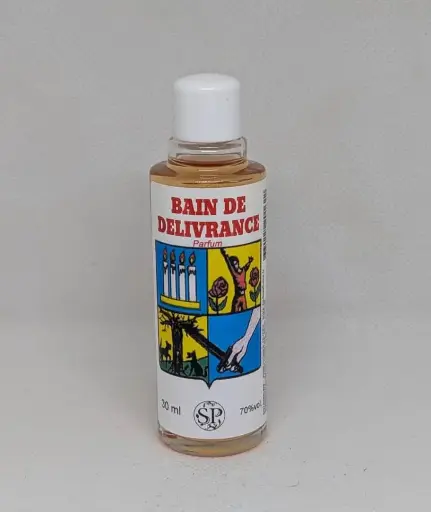 BAIN DE
DELIVRANCE
Parfum
30 ml
SP
70%vol.